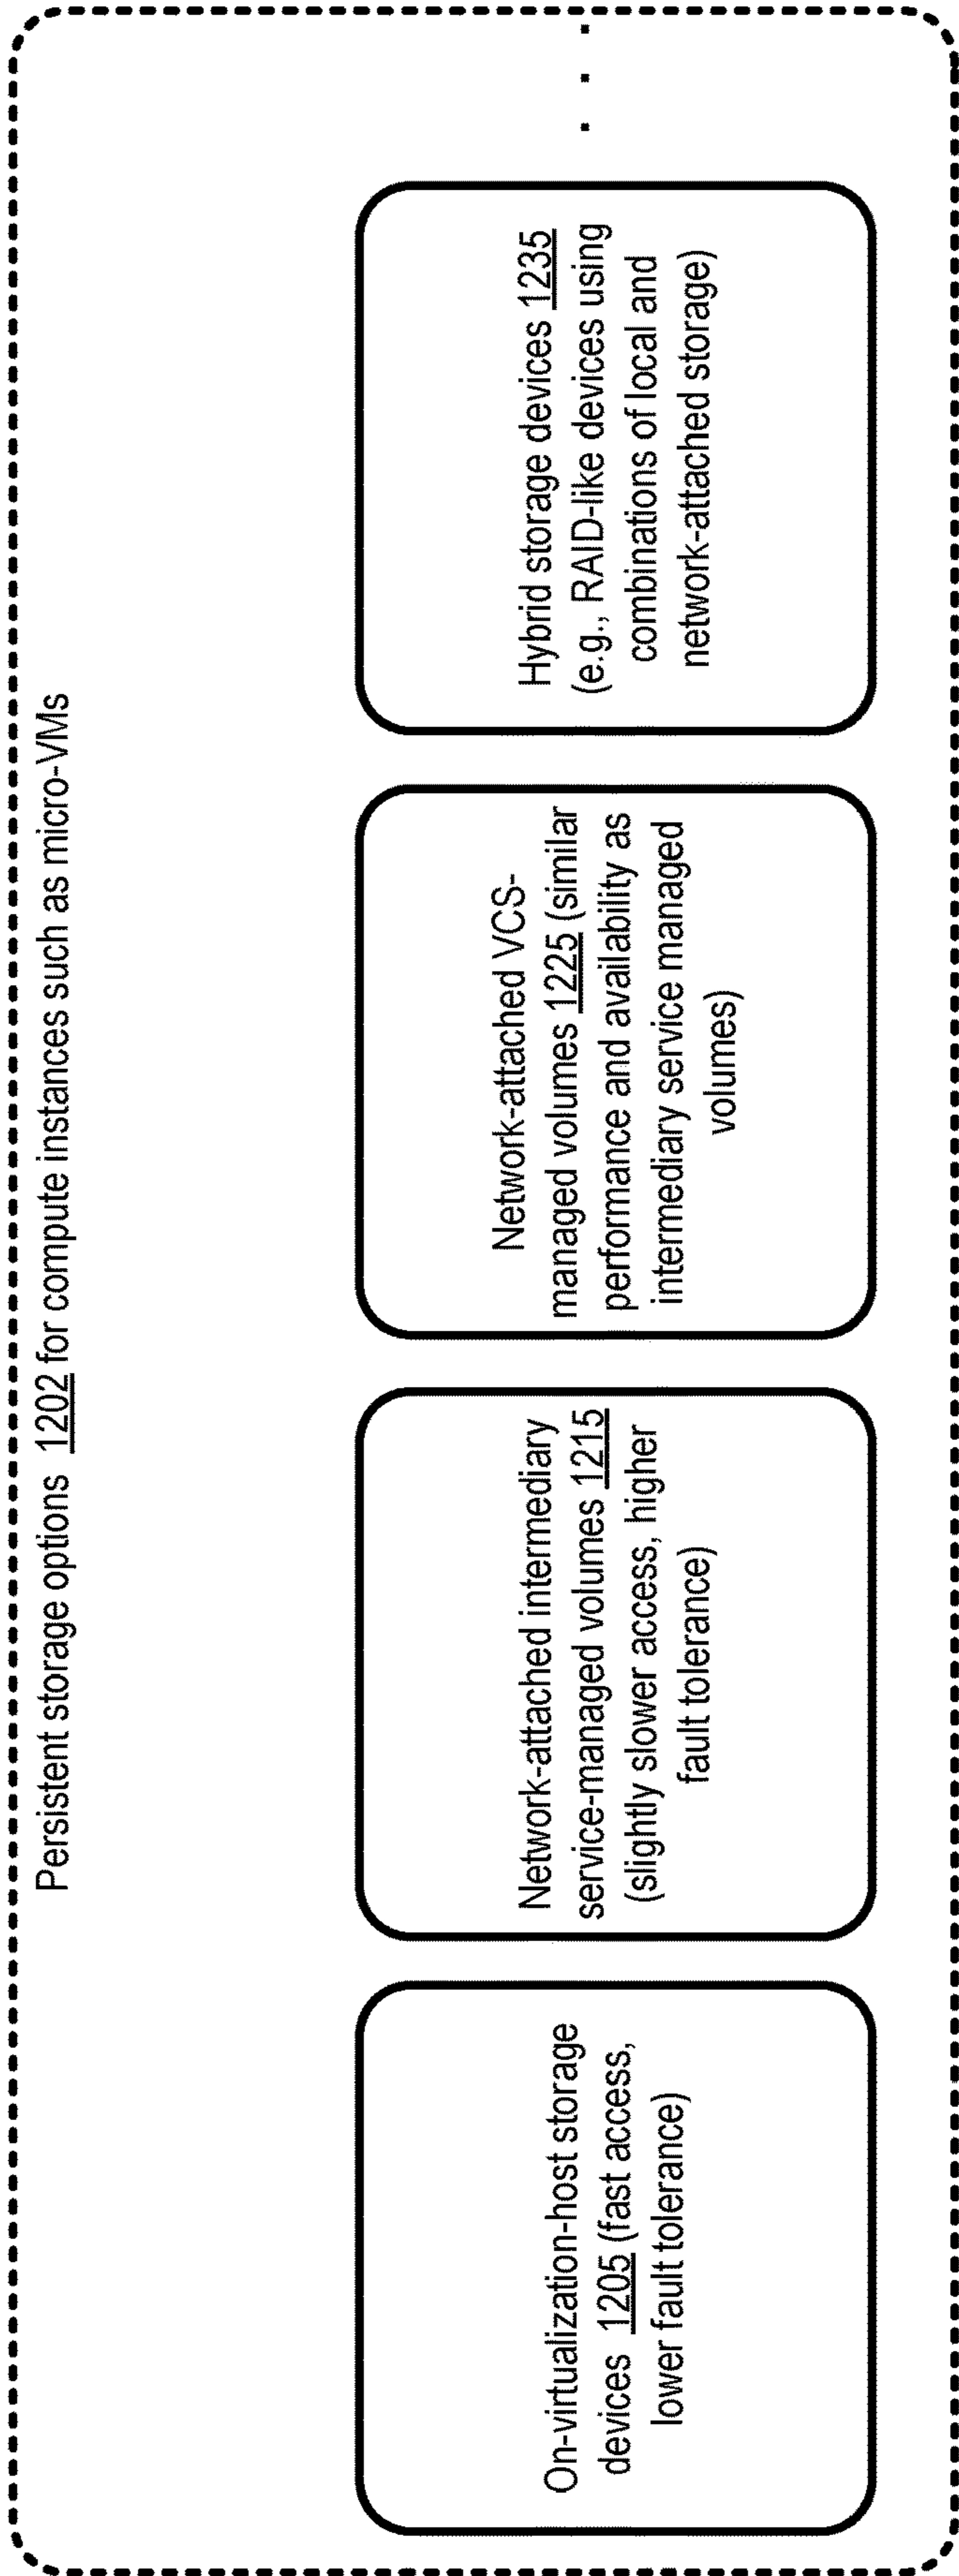 Persistent storage options 1202 for compute instances such as micro-VMs
On-virtualization-host storage
devices 1205 (fast access,
lower fault tolerance)
Network-attached intermediary
service-managed volumes 1215
(slightly slower access, higher
fault tolerance)
Network-attached VCS-
managed volumes 1225 (similar
performance and availability as
intermediary service managed
volumes)
Hybrid storage devices 1235
(e.g., RAID-like devices using
combinations of local and
network-attached storage)
. . .